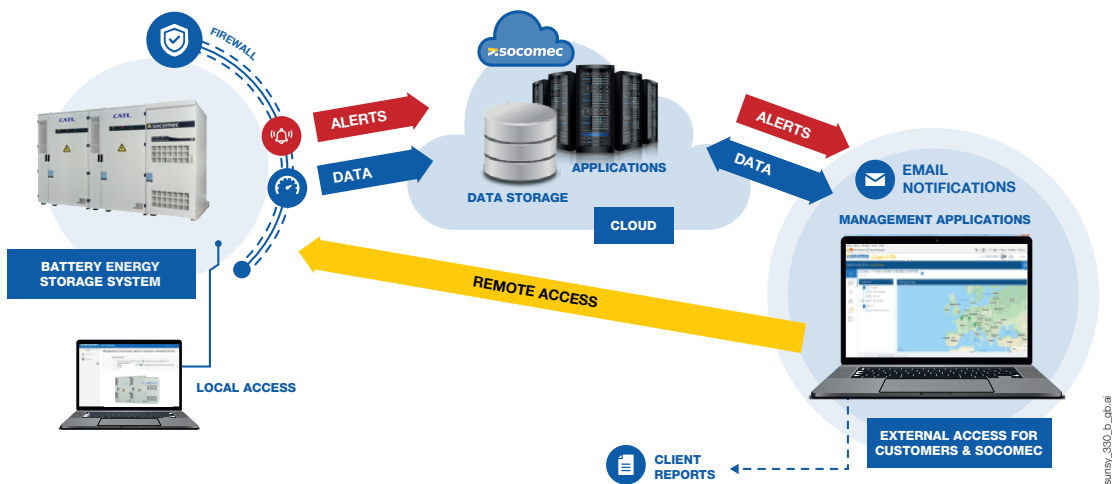 FIREWALL
socomec
CATL
CATL
socomec
ALERTS
DATA
APPLICATIONS
DATA STORAGE
CLOUD
ALERTS
DATA
EMAIL
NOTIFICATIONS
MANAGEMENT APPLICATIONS
BATTERY ENERGY
STORAGE SYSTEM
REMOTE ACCESS
LOCAL ACCESS
EXTERNAL ACCESS FOR
CUSTOMERS & SOCOMEC
CLIENT
REPORTS
sunsy_330_b_gb.ai